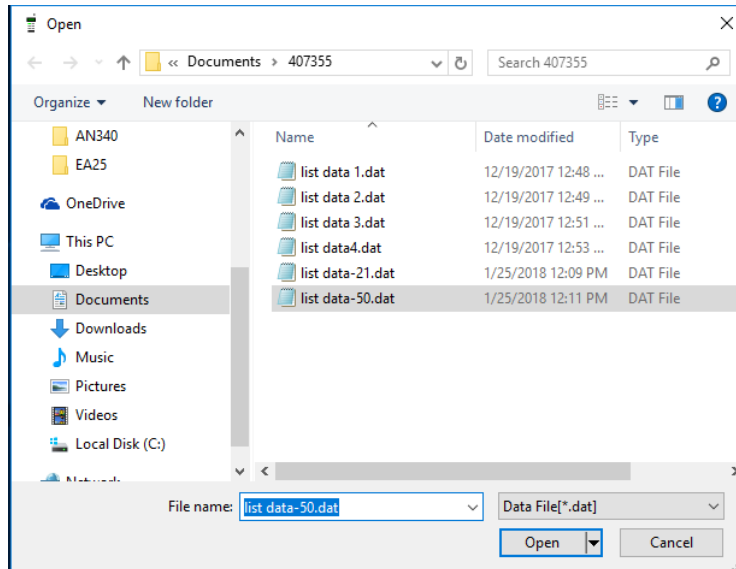 Open
« Documents > 407355
Search 407355
Organize
New folder
AN340
EA25
OneDrive
This PC
Desktop
Documents
Downloads
Music
Pictures
Videos
Local Disk (C:)
Network
Name Date modified Type
list data 1.dat 12/19/2017 12:48 ... DAT File
list data 2.dat 12/19/2017 12:49 ... DAT File
list data 3.dat 12/19/2017 12:51 ... DAT File
list data4.dat 12/19/2017 12:53 ... DAT File
list data-21.dat 1/25/2018 12:09 PM DAT File
list data-50.dat 1/25/2018 12:11 PM DAT File
File name: list data-50.dat Data File[*.dat]
Open Cancel